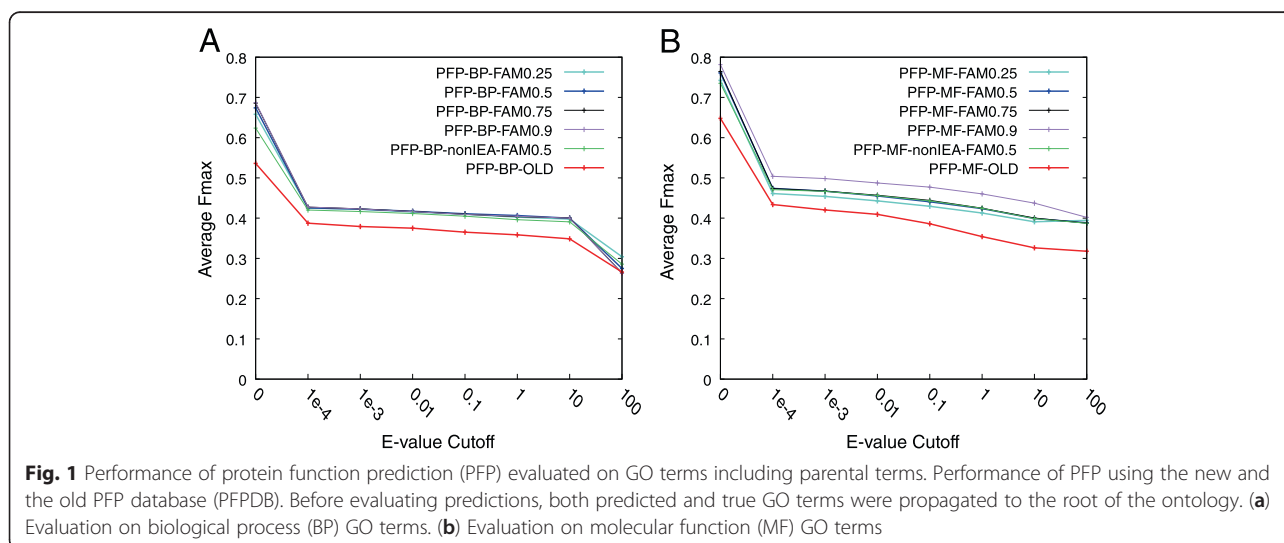 A
Average Fmax
0.8
0.7
0.6
0.5
0.4
0.3
0.2
0.1
0
PFP-BP-FAM0.25
PFP-BP-FAM0.5
PFP-BP-FAM0.75
PFP-BP-FAM0.9
PFP-BP-nonIEA-FAM0.5
PFP-BP-OLD
0
1e-4
1e-3
0.01
0.1
1
10
100
E-value Cutoff
B
Average Fmax
0.8
0.7
0.6
0.5
0.4
0.3
0.2
0.1
0
PFP-MF-FAM0.25
PFP-MF-FAM0.5
PFP-MF-FAM0.75
PFP-MF-FAM0.9
PFP-MF-nonIEA-FAM0.5
PFP-MF-OLD
0
1e-4
1e-3
0.01
0.1
1
10
100
E-value Cutoff
Fig. 1 Performance of protein function prediction (PFP) evaluated on GO terms including parental terms. Performance of PFP using the new and
the old PFP database (PFPDB). Before evaluating predictions, both predicted and true GO terms were propagated to the root of the ontology. (a)
Evaluation on biological process (BP) GO terms. (b) Evaluation on molecular function (MF) GO terms